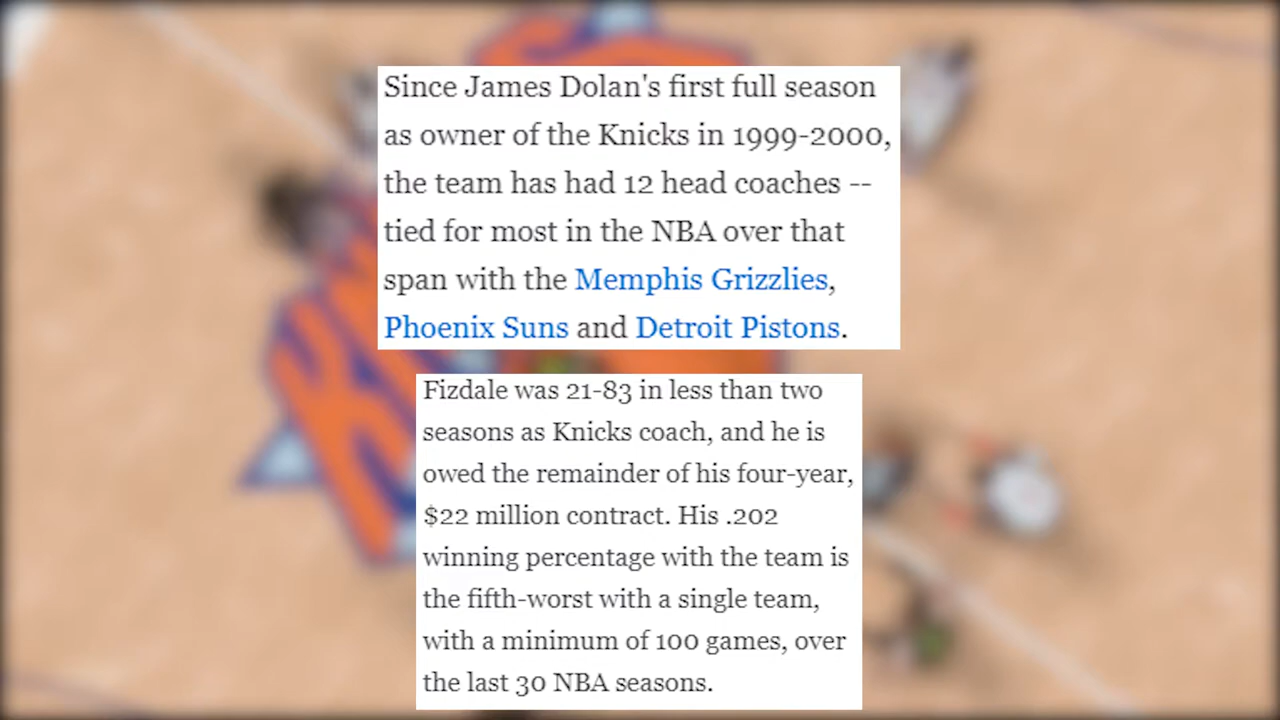 Since James Dolan's first full season
as owner of the Knicks in 1999-2000,
the team has had 12 head coaches --
tied for most in the NBA over that
span with the Memphis Grizzlies,
Phoenix Suns and Detroit Pistons.
Fizdale was 21-83 in less than two
seasons as Knicks coach, and he is
owed the remainder of his four-year,
$22 million contract. His .202
winning percentage with the team is
the fifth-worst with a single team,
with a minimum of 100 games, over
the last 30 NBA seasons.